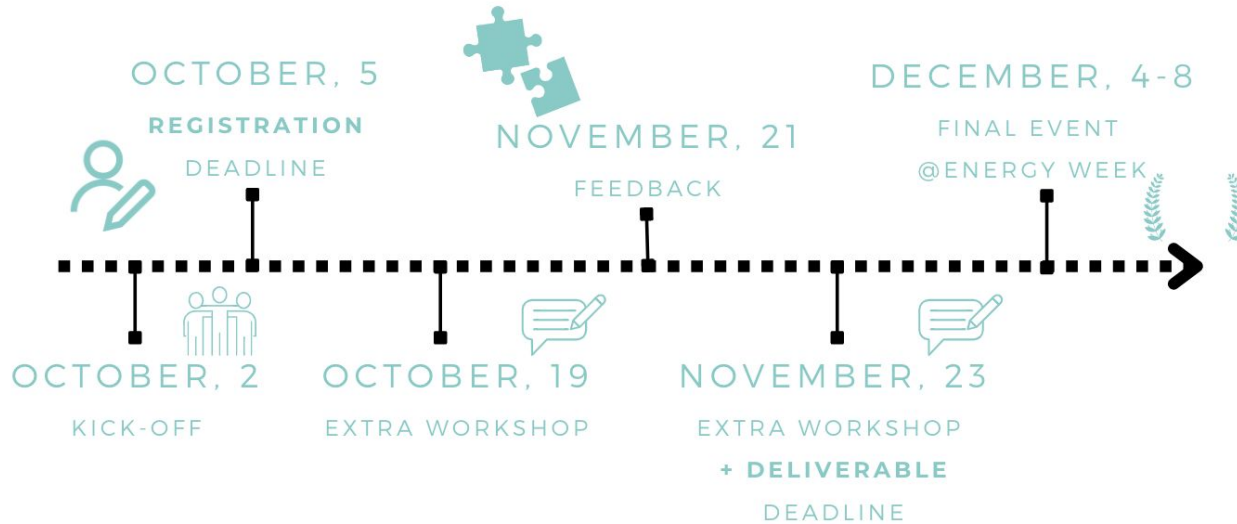 OCTOBER, 5
REGISTRATION
DEADLINE
NOVEMBER, 21
FEEDBACK
DECEMBER, 4-8
FINAL EVENT
@ENERGY WEEK
OCTOBER, 2
KICK-OFF
OCTOBER, 19
EXTRA WORKSHOP
NOVEMBER, 23
EXTRA WORKSHOP
+ DELIVERABLE
DEADLINE